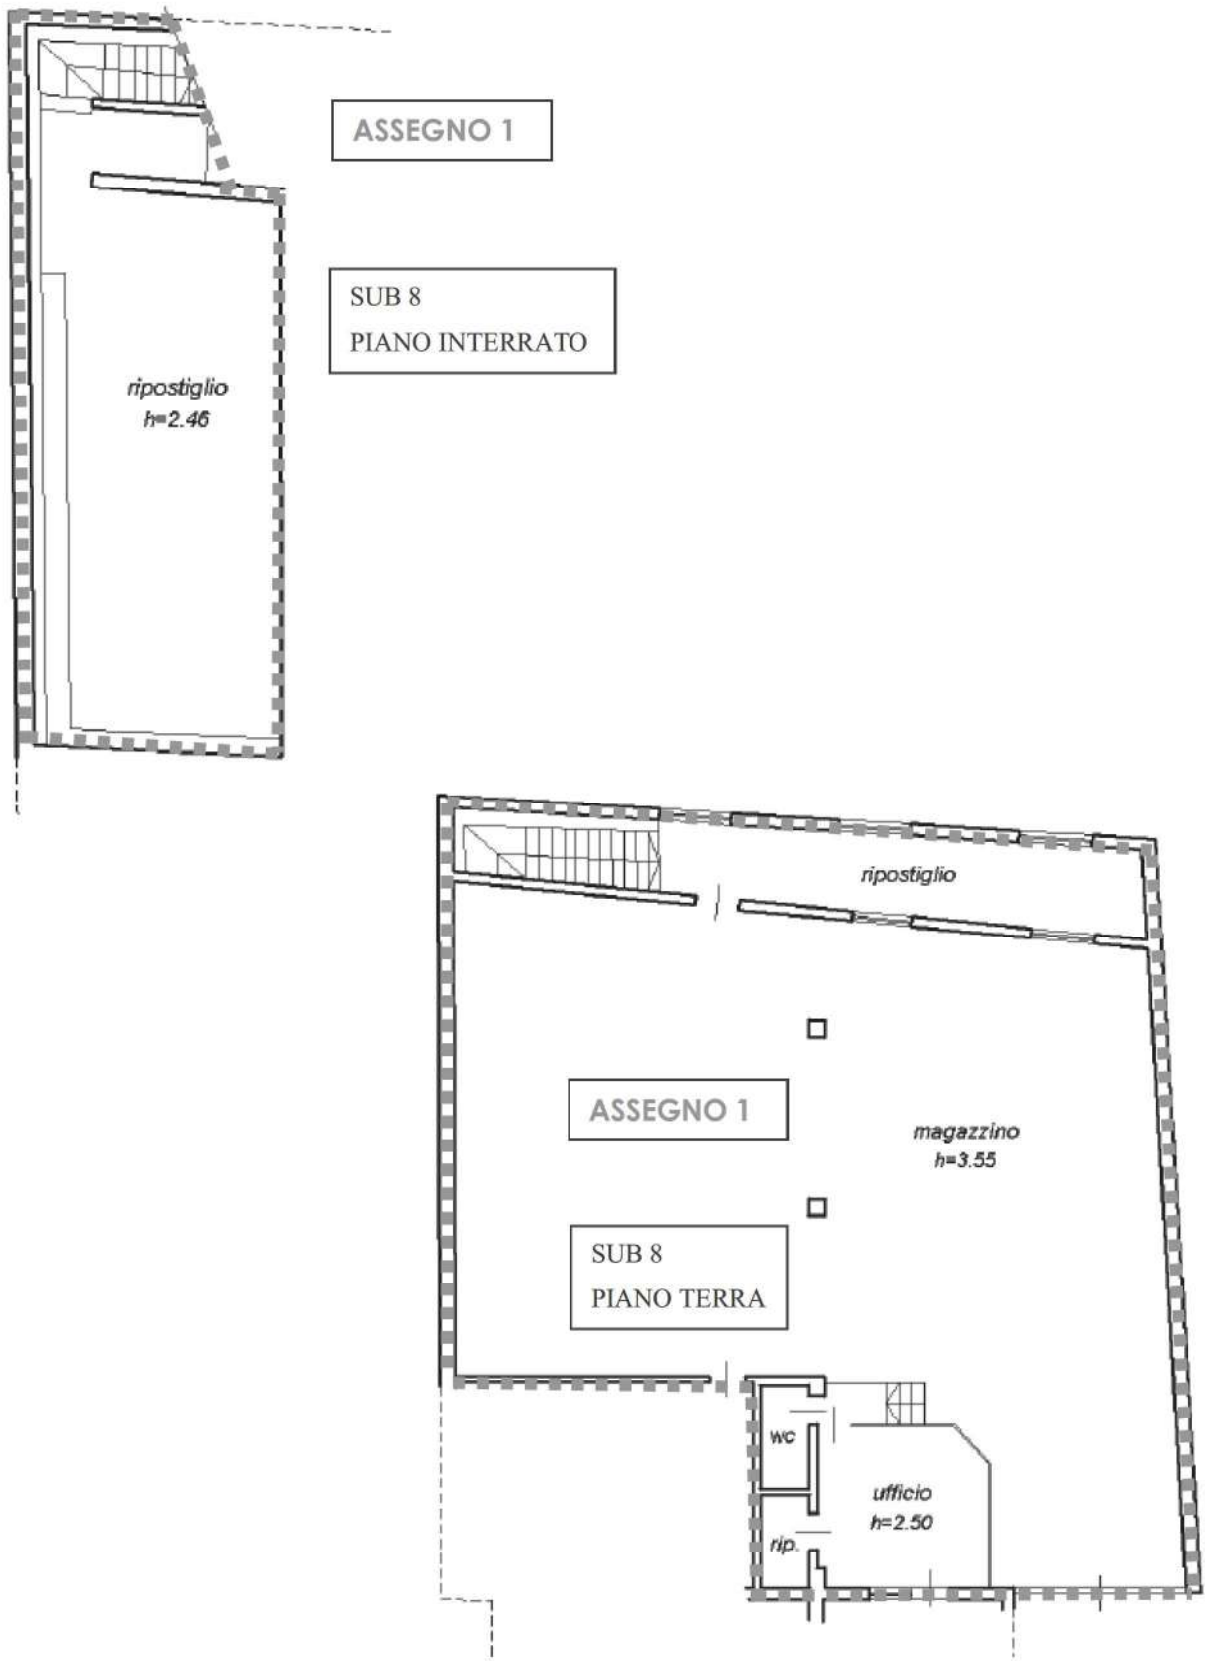 ASSEGNO 1
SUB 8
PIANO INTERRATO
ripostiglio
h=2.46
ripostiglio
ASSEGNO 1
magazzino
h=3.55
SUB 8
PIANO TERRA
wc
ufficio
h=2.50
rip.